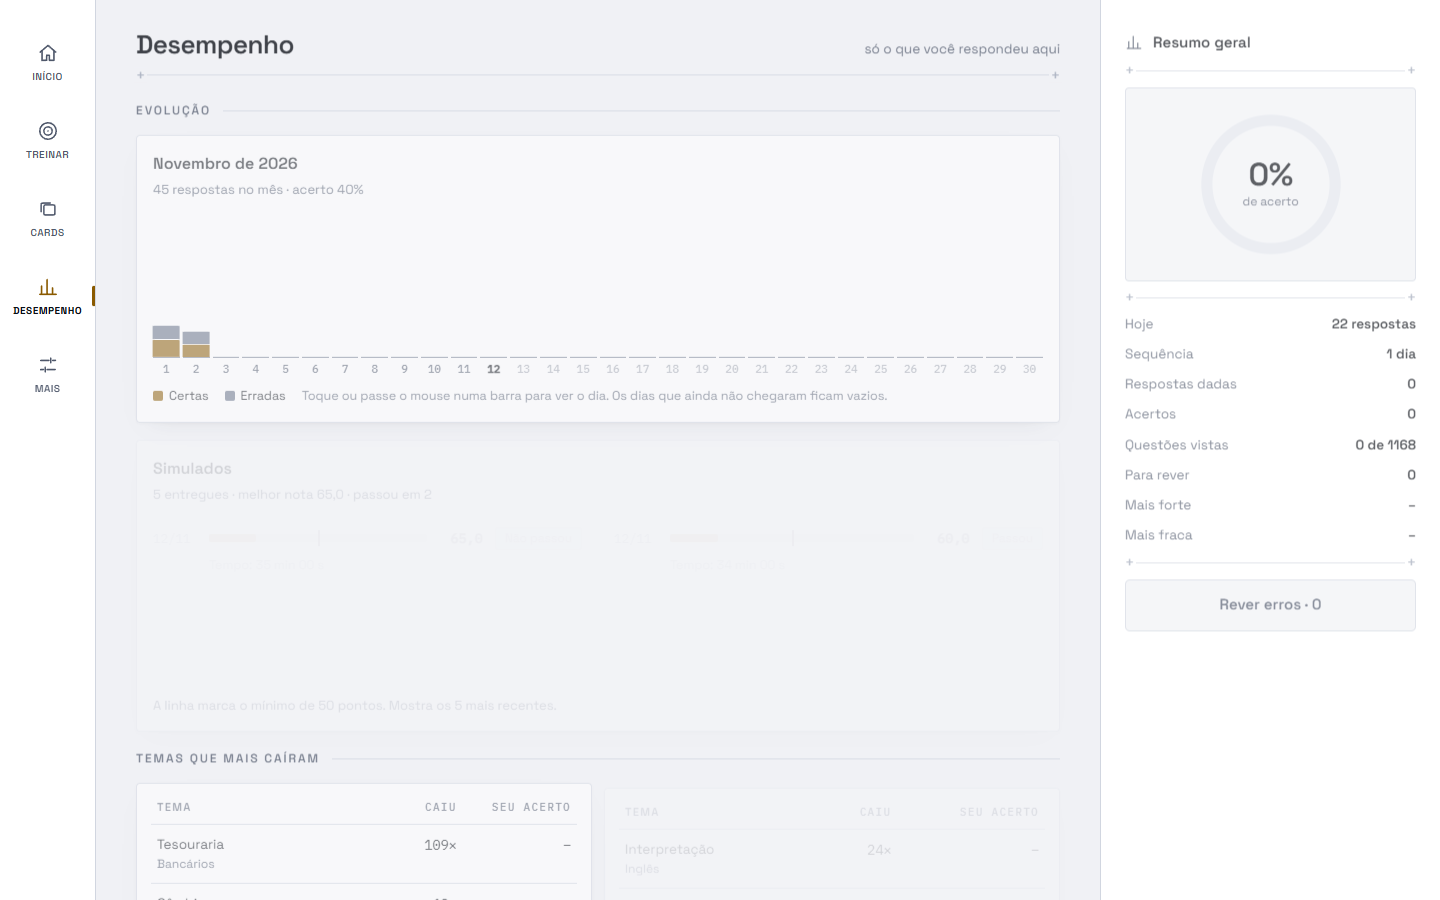 INÍCIO
TREINAR
CARDS
DESEMPENHO
MAIS
Desempenho
só o que você respondeu aqui
EVOLUÇÃO
Novembro de 2026
45 respostas no mês · acerto 40%
1 2 3 4 5 6 7 8 9 10 11 12 13 14 15 16 17 18 19 20 21 22 23 24 25 26 27 28 29 30
Certas Erradas Toque ou passe o mouse numa barra para ver o dia. Os dias que ainda não chegaram ficam vazios.
Simulados
5 entregues · melhor nota 65,0 · passou em 2
65,0 60,0
A linha marca o mínimo de 50 pontos. Mostra os 5 mais recentes.
TEMAS QUE MAIS CAÍRAM
TEMA CAIU SEU ACERTO
Tesouraria 109× –
Bancários
TEMA CAIU SEU ACERTO
Interpretação 24× –
Inglês
Resumo geral
0%
de acerto
Hoje 22 respostas
Sequência 1 dia
Respostas dadas 0
Acertos 0
Questões vistas 0 de 1168
Para rever 0
Mais forte –
Mais fraca –
Rever erros · 0